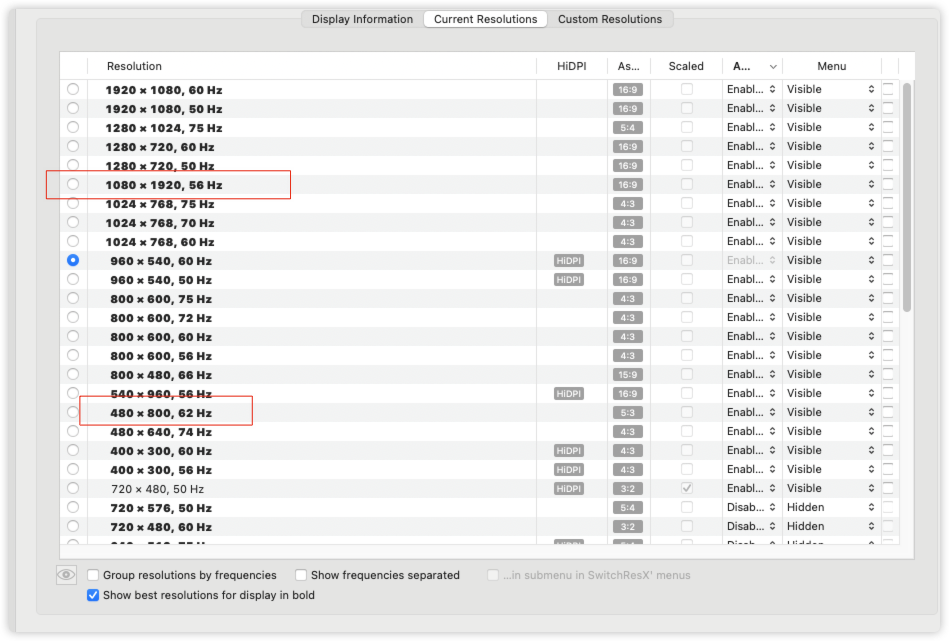 Display Information Current Resolutions Custom Resolutions
Resolution HiDPI As... Scaled A... Menu
1920 × 1080, 60 Hz 16:9 Enabl... Visible
1920 × 1080, 50 Hz 16:9 Enabl... Visible
1280 × 1024, 75 Hz 5:4 Enabl... Visible
1280 × 720, 60 Hz 16:9 Enabl... Visible
1280 × 720, 50 Hz 16:9 Enabl... Visible
1080 × 1920, 56 Hz 16:9 Enabl... Visible
1024 × 768, 75 Hz 4:3 Enabl... Visible
1024 × 768, 70 Hz 4:3 Enabl... Visible
1024 × 768, 60 Hz 4:3 Enabl... Visible
960 × 540, 60 Hz HiDPI 16:9 Enabl... Visible
960 × 540, 50 Hz HiDPI 16:9 Enabl... Visible
800 × 600, 75 Hz 4:3 Enabl... Visible
800 × 600, 72 Hz 4:3 Enabl... Visible
800 × 600, 60 Hz 4:3 Enabl... Visible
800 × 600, 56 Hz 4:3 Enabl... Visible
800 × 480, 66 Hz 15:9 Enabl... Visible
540 × 960, 56 Hz HiDPI 16:9 Enabl... Visible
480 × 800, 62 Hz 5:3 Enabl... Visible
480 × 640, 74 Hz 4:3 Enabl... Visible
400 × 300, 60 Hz HiDPI 4:3 Enabl... Visible
400 × 300, 56 Hz HiDPI 4:3 Enabl... Visible
720 × 480, 50 Hz HiDPI 3:2 Enabl... Visible
720 × 576, 50 Hz 5:4 Disab... Hidden
720 × 480, 60 Hz 3:2 Disab... Hidden
Group resolutions by frequencies Show frequencies separated ...in submenu in SwitchResX' menus
Show best resolutions for display in bold